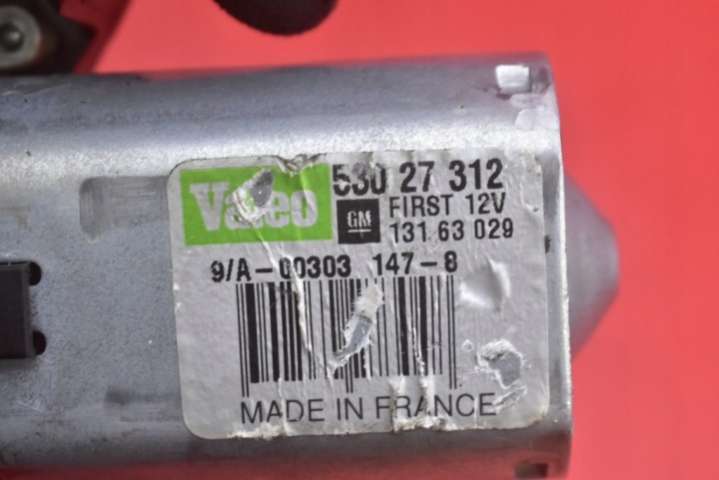 Valeo 530 27 312
GM FIRST 12V
131 63 029
9/A-00303 147-8
MADE IN FRANCE